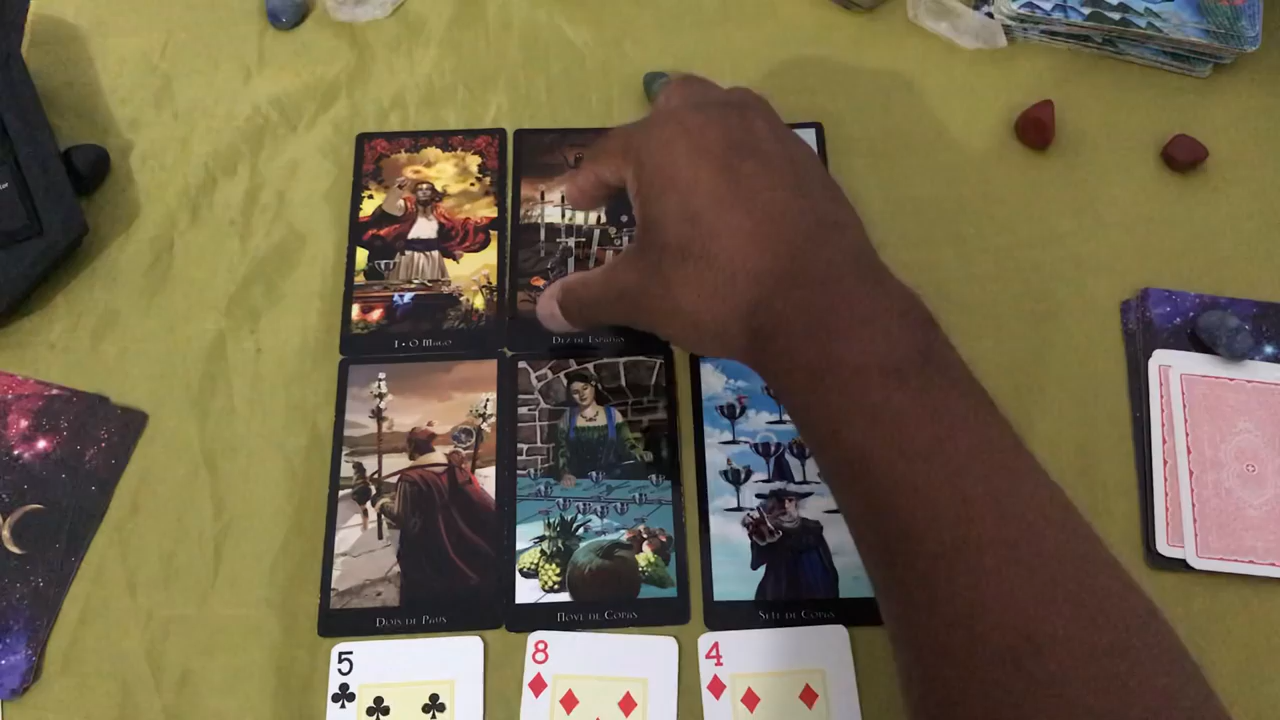 I • O Mago
Dez de Espadas
Dois de Paus
Nove de Copas
Sete de Copas
5
8
4